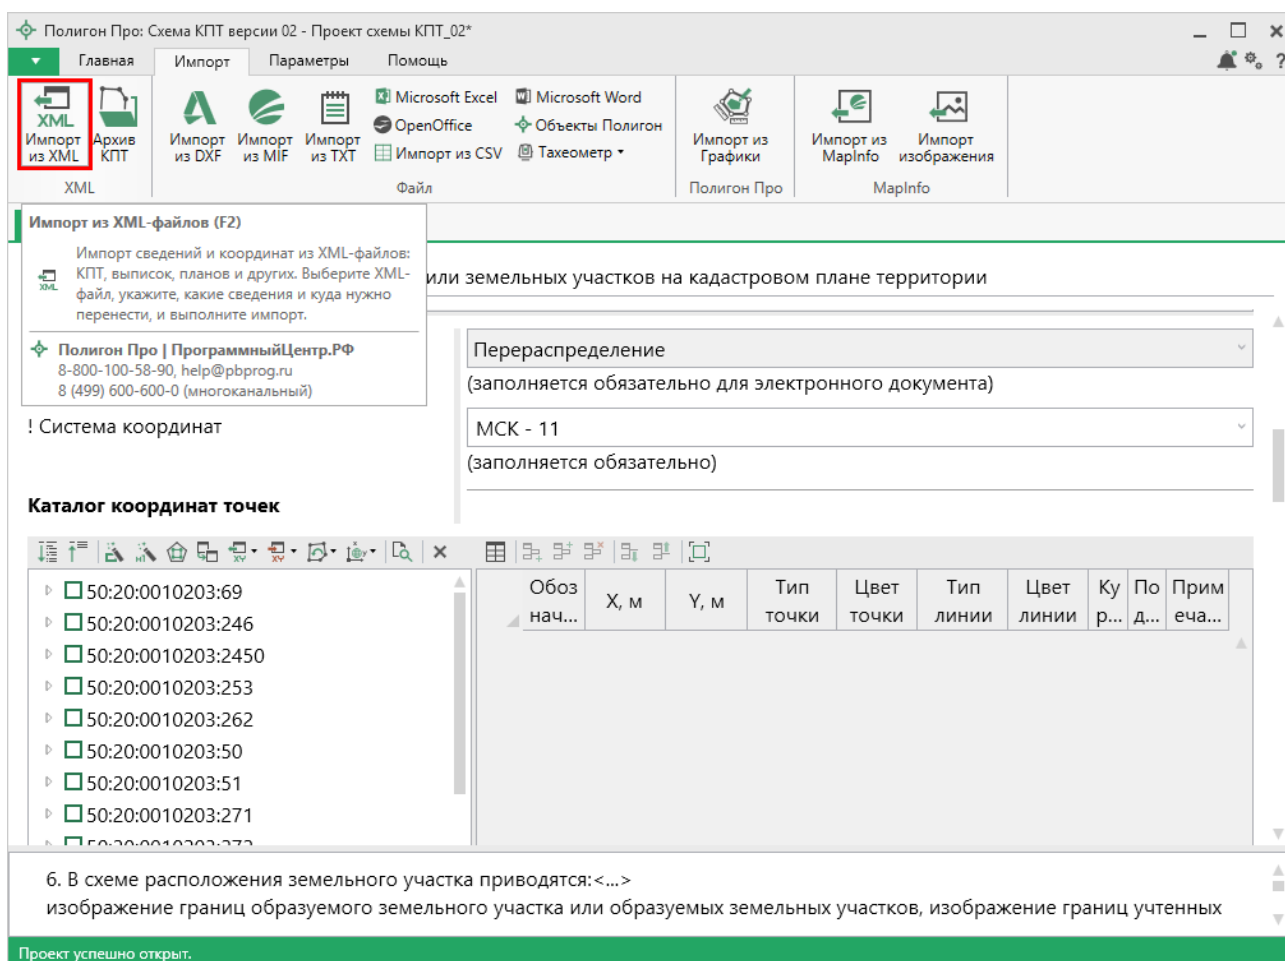 Полигон Про: Схема КПТ версии 02 - Проект схемы КПТ_02*
Главная Импорт Параметры Помощь
XML
Импорт из XML
Архив КПТ
XML
Импорт из DXF
Импорт из MIF
Импорт из TXT
Microsoft Excel
OpenOffice
Импорт из CSV
Microsoft Word
Объекты Полигон
Тахеометр
Файл
Импорт из Графики
Полигон Про
Импорт из MapInfo
Импорт изображения
MapInfo
Импорт из XML-файлов (F2)
XML
Импорт сведений и координат из XML-файлов:
КПТ, выписок, планов и других. Выберите XML-
файл, укажите, какие сведения и куда нужно
перенести, и выполните импорт.
Полигон Про | ПрограммныйЦентр.РФ
8-800-100-58-90, help@pbprog.ru
8 (499) 600-600-0 (многоканальный)
или земельных участков на кадастровом плане территории
Перераспределение
(заполняется обязательно для электронного документа)
! Система координат
МСК - 11
(заполняется обязательно)
Каталог координат точек
50:20:0010203:69
50:20:0010203:246
50:20:0010203:2450
50:20:0010203:253
50:20:0010203:262
50:20:0010203:50
50:20:0010203:51
50:20:0010203:271
Обоз нач...
X, м
Y, м
Тип точки
Цвет точки
Тип линии
Цвет линии
Ку р...
По д...
Прим еча...
6. В схеме расположения земельного участка приводятся:<...>
изображение границ образуемого земельного участка или образуемых земельных участков, изображение границ учтенных
Проект успешно открыт.